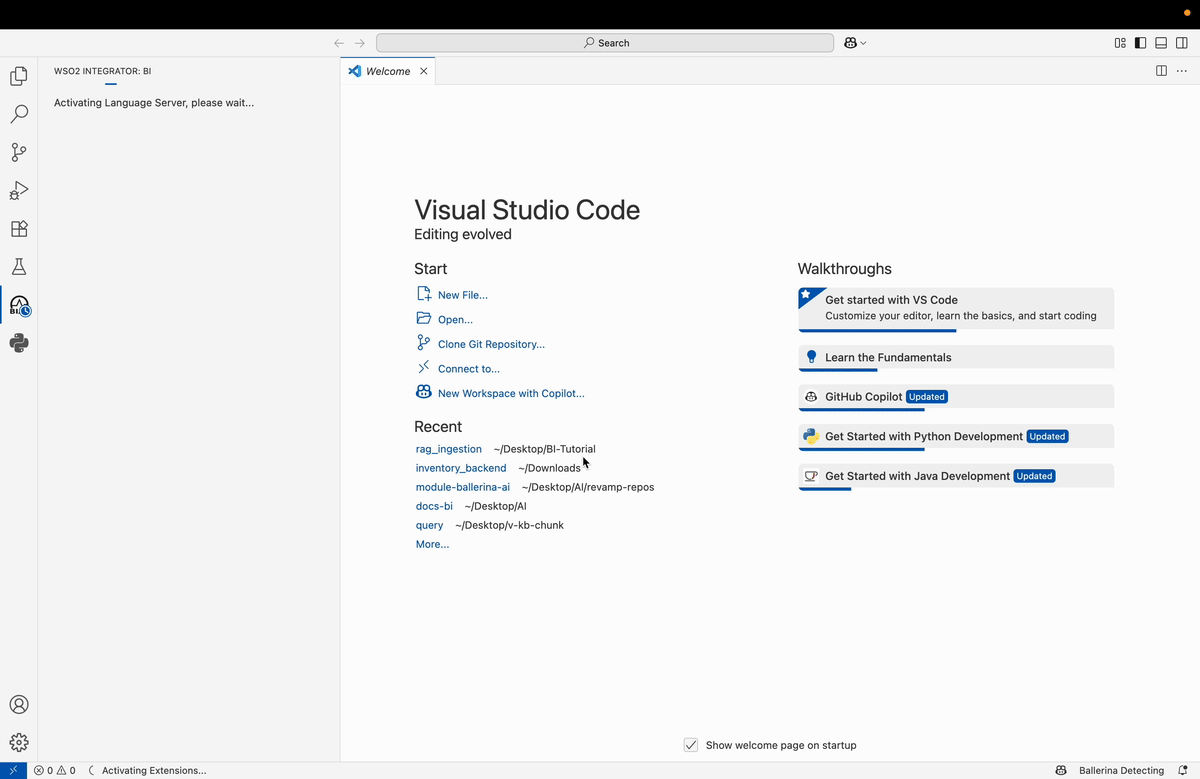 Search
WSO2 INTEGRATOR: BI
Activating Language Server, please wait...
Welcome
Visual Studio Code
Editing evolved
Start
New File...
Open...
Clone Git Repository...
Connect to...
New Workspace with Copilot...
Recent
rag_ingestion ~/Desktop/BI-Tutorial
inventory_backend ~/Downloads
module-ballerina-ai ~/Desktop/AI/revamp-repos
docs-bi ~/Desktop/AI
query ~/Desktop/v-kb-chunk
More...
Walkthroughs
Get started with VS Code
Customize your editor, learn the basics, and start coding
Learn the Fundamentals
GitHub Copilot Updated
Get Started with Python Development Updated
Get Started with Java Development Updated
BI
Show welcome page on startup
0 0 Activating Extensions...
Ballerina Detecting